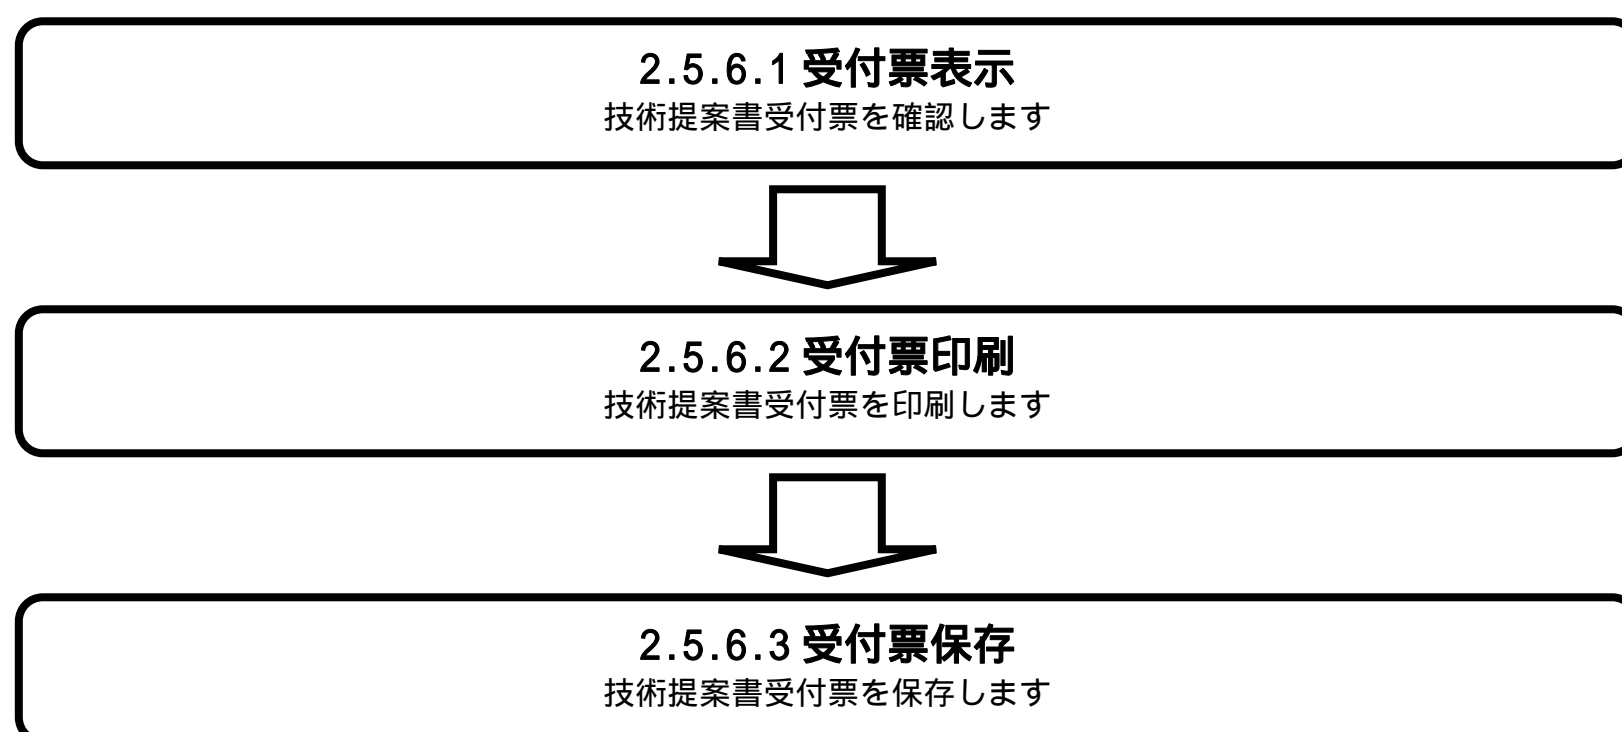 2.5.6.1 受付票表示
技術提案書受付票を確認します
2.5.6.2 受付票印刷
技術提案書受付票を印刷します
2.5.6.3 受付票保存
技術提案書受付票を保存します